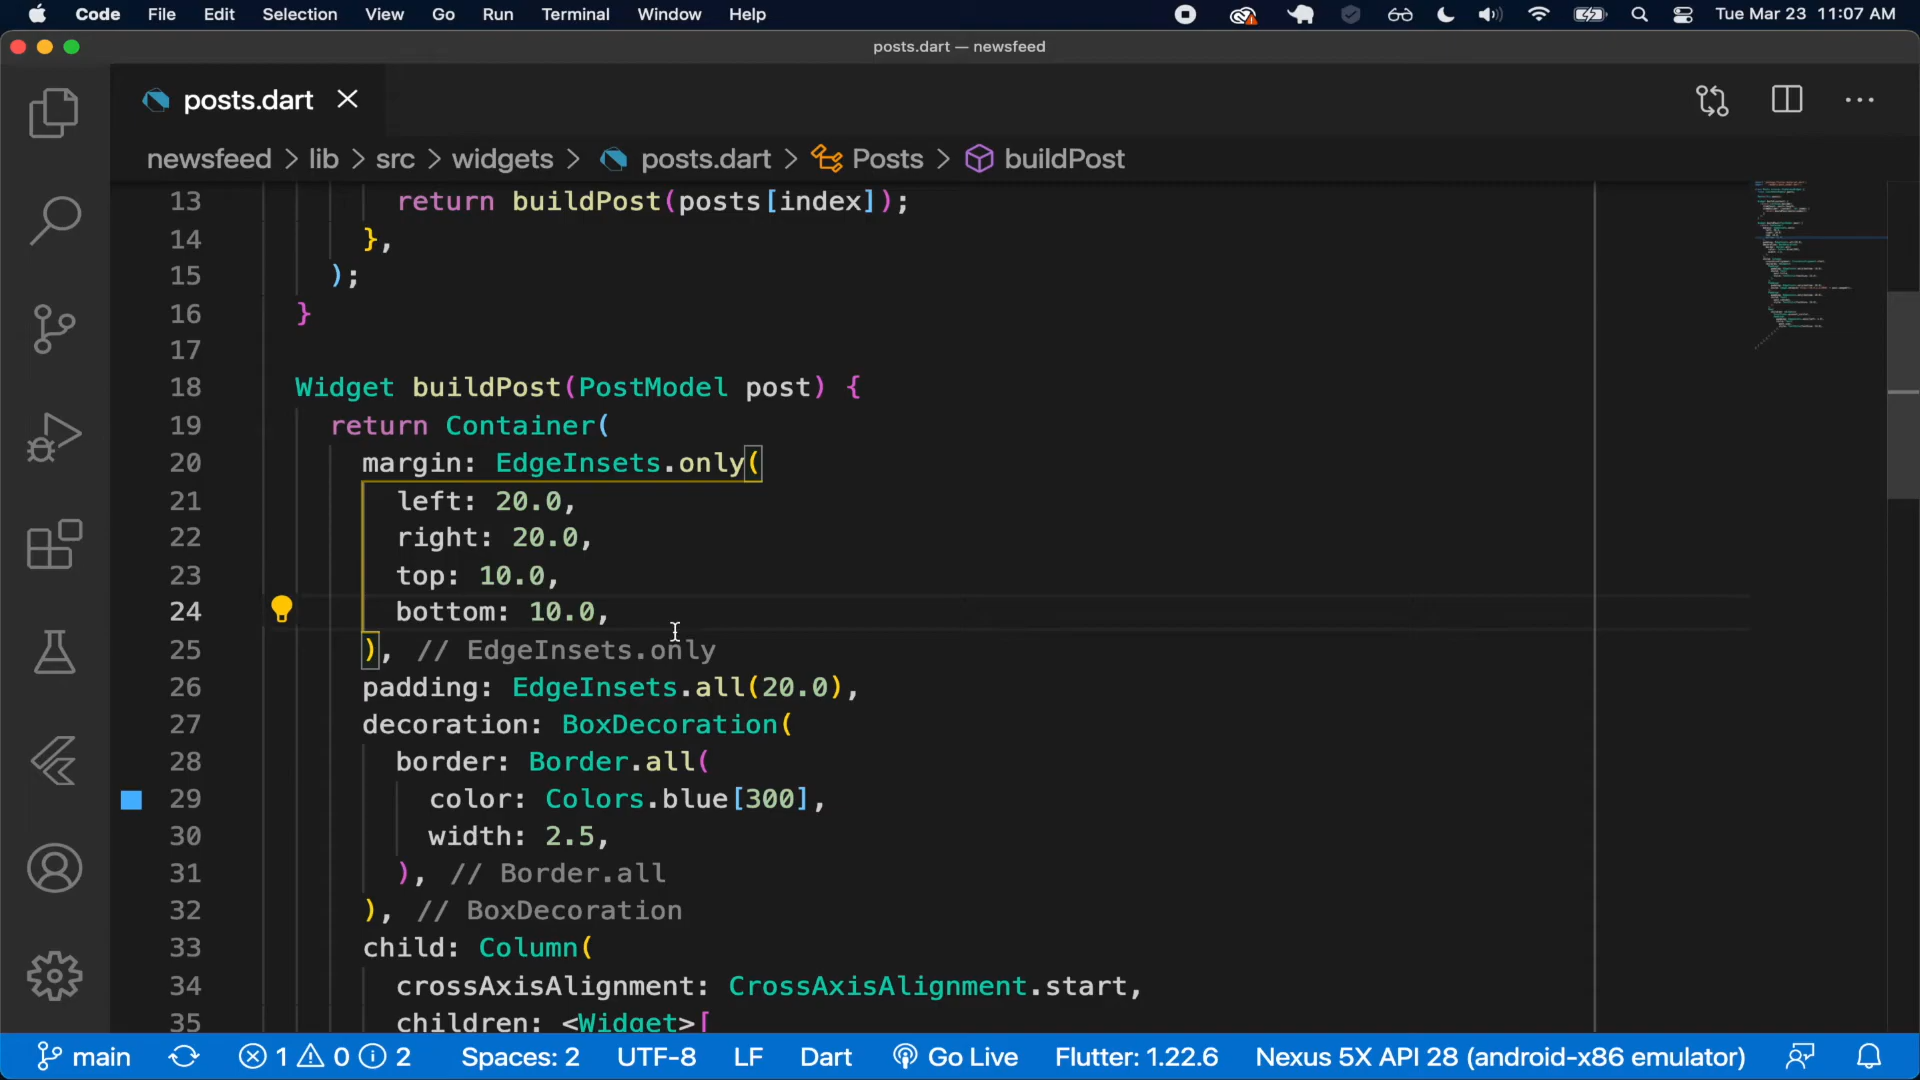 Code File Edit Selection View Go Run Terminal Window Help Tue Mar 23 11:07 AM
posts.dart — newsfeed
posts.dart
newsfeed > lib > src > widgets > posts.dart > Posts > buildPost
13 return buildPost(posts[index]);
14 },
15 );
16 }
17
18 Widget buildPost(PostModel post) {
19 return Container(
20 margin: EdgeInsets.only(
21 left: 20.0,
22 right: 20.0,
23 top: 10.0,
24 bottom: 10.0,
25 ), // EdgeInsets.only
26 padding: EdgeInsets.all(20.0),
27 decoration: BoxDecoration(
28 border: Border.all(
29 color: Colors.blue[300],
30 width: 2.5,
31 ), // Border.all
32 ), // BoxDecoration
33 child: Column(
34 crossAxisAlignment: CrossAxisAlignment.start,
35 children: <Widget>[
main 1 0 2 Spaces: 2 UTF-8 LF Dart Go Live Flutter: 1.22.6 Nexus 5X API 28 (android-x86 emulator)